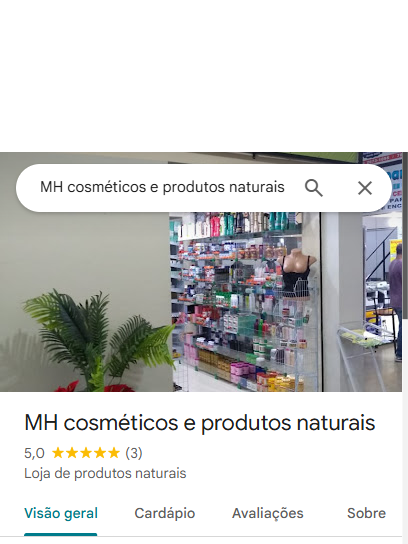 MH cosméticos e produtos naturais
MH cosméticos e produtos naturais
5,0 (3)
Loja de produtos naturais
Visão geral Cardápio Avaliações Sobre